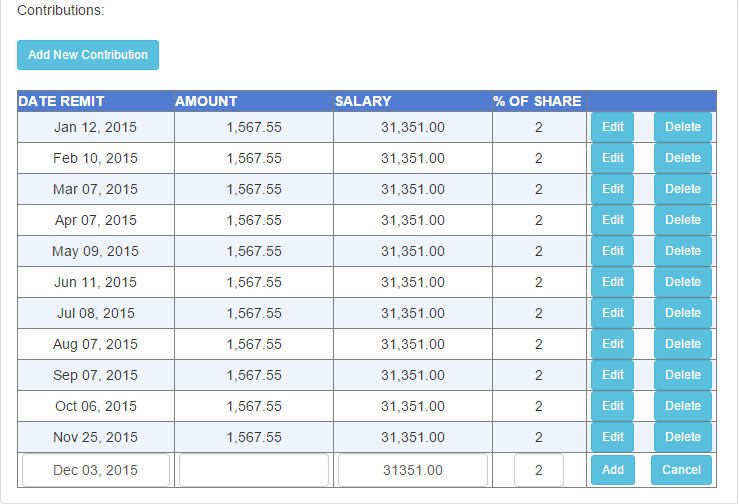 Contributions:
Add New Contribution
DATE REMIT AMOUNT SALARY % OF SHARE
Jan 12, 2015 1,567.55 31,351.00 2 Edit Delete
Feb 10, 2015 1,567.55 31,351.00 2 Edit Delete
Mar 07, 2015 1,567.55 31,351.00 2 Edit Delete
Apr 07, 2015 1,567.55 31,351.00 2 Edit Delete
May 09, 2015 1,567.55 31,351.00 2 Edit Delete
Jun 11, 2015 1,567.55 31,351.00 2 Edit Delete
Jul 08, 2015 1,567.55 31,351.00 2 Edit Delete
Aug 07, 2015 1,567.55 31,351.00 2 Edit Delete
Sep 07, 2015 1,567.55 31,351.00 2 Edit Delete
Oct 06, 2015 1,567.55 31,351.00 2 Edit Delete
Nov 25, 2015 1,567.55 31,351.00 2 Edit Delete
Dec 03, 2015 31351.00 2 Add Cancel